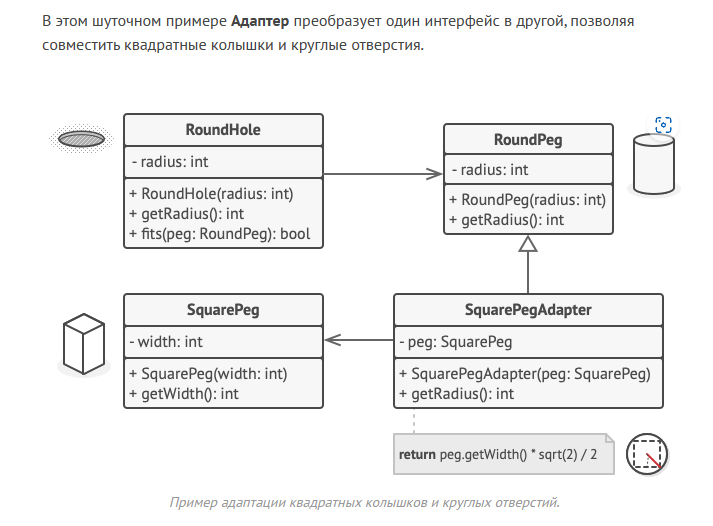 В этом шуточном примере Адаптер преобразует один интерфейс в другой, позволяя
совместить квадратные колышки и круглые отверстия.
RoundHole
- radius: int
+ RoundHole(radius: int)
+ getRadius(): int
+ fits(peg: RoundPeg): bool
RoundPeg
- radius: int
+ RoundPeg(radius: int)
+ getRadius(): int
SquarePeg
- width: int
+ SquarePeg(width: int)
+ getWidth(): int
SquarePegAdapter
- peg: SquarePeg
+ SquarePegAdapter(peg: SquarePeg)
+ getRadius(): int
return peg.getWidth() * sqrt(2) / 2
Пример адаптации квадратных колышков и круглых отверстий.